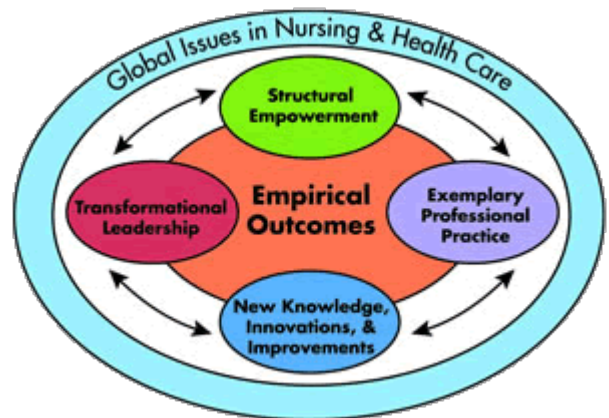 Global Issues in Nursing & Health Care
Structural
Empowerment
Transformational
Leadership
Empirical
Outcomes
Exemplary
Professional
Practice
New Knowledge,
Innovations, &
Improvements